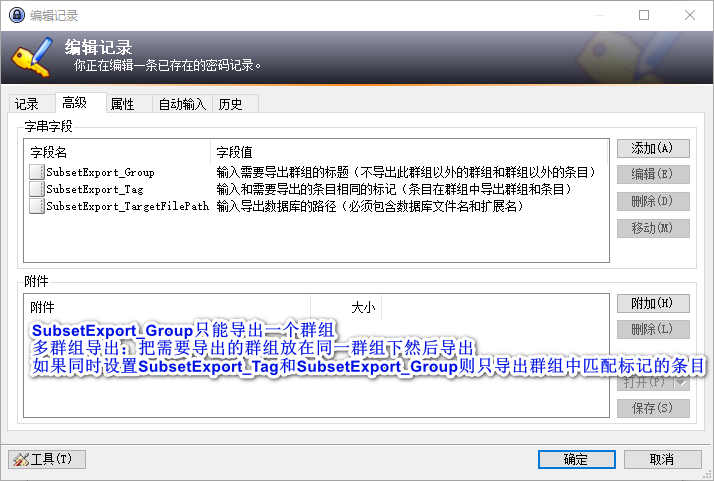 编辑记录
编辑记录
你正在编辑一条已存在的密码记录。
记录 高级 属性 自动输入 历史
字串字段
字段名 字段值
SubsetExport_Group 输入需要导出群组的标题（不导出此群组以外的群组和群组以外的条目）
SubsetExport_Tag 输入和需要导出的条目相同的标记（条目在群组中导出群组和条目）
SubsetExport_TargetFilePath 输入导出数据库的路径（必须包含数据库文件名和扩展名）
添加(A)
编辑(E)
删除(D)
移动(M)
附件
附件 大小
SubsetExport_Group只能导出一个群组
多群组导出：把需要导出的群组放在同一群组下然后导出
如果同时设置SubsetExport_Tag和SubsetExport_Group则只导出群组中匹配标记的条目
附加(H)
删除(L)
打开(P)
保存(S)
工具(T)
确定
取消